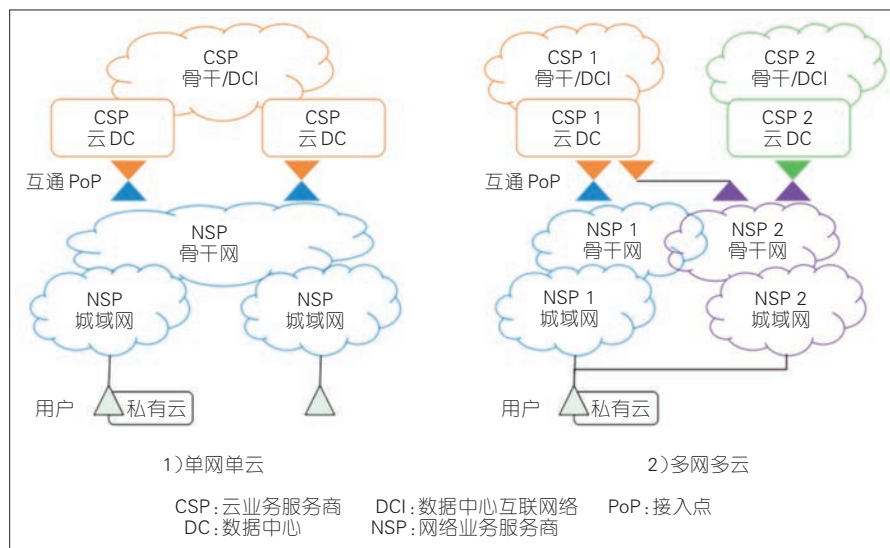 CSP
骨干/DCI
CSP
云 DC
CSP
云 DC
互通 PoP
NSP
骨干网
NSP
城域网
NSP
城域网
用户
私有云
1)单网单云
CSP 1
骨干/DCI
CSP 2
骨干/DCI
CSP 1
云 DC
CSP 2
云 DC
互通 PoP
NSP 1
骨干网
NSP 2
骨干网
NSP 1
城域网
NSP 2
城域网
用户
私有云
2)多网多云
CSP:云业务服务商 DCI:数据中心互联网络 PoP:接入点
DC:数据中心 NSP:网络业务服务商